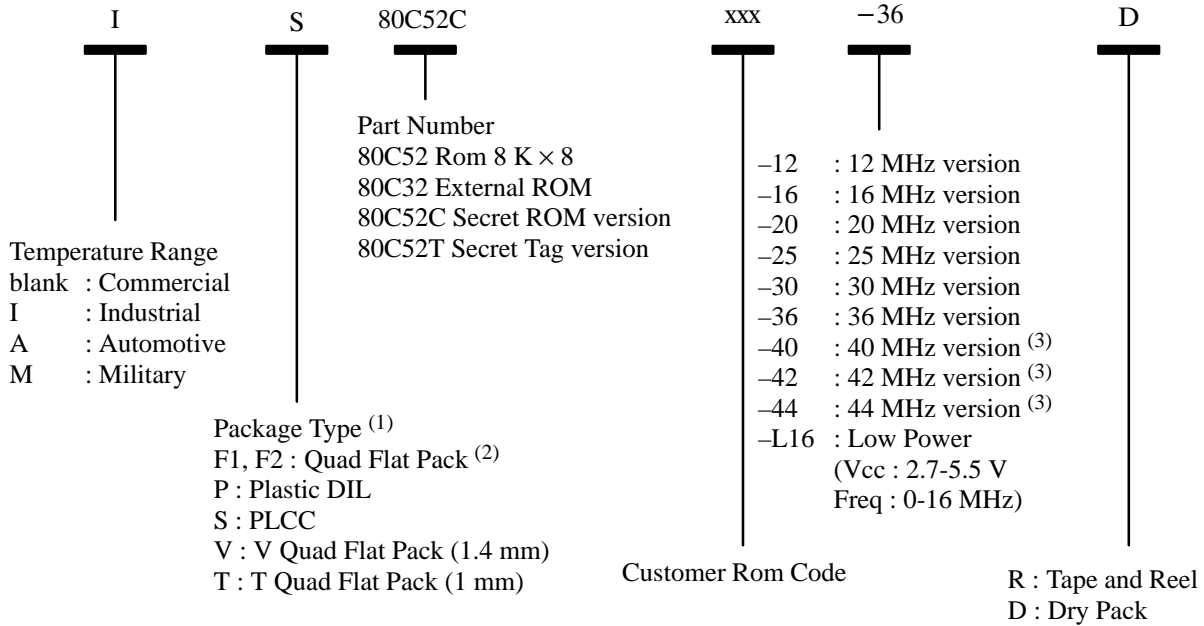 I S 80C52C xxx −36 D
Part Number
80C52 Rom 8 K × 8
80C32 External ROM
80C52C Secret ROM version
80C52T Secret Tag version
Temperature Range
blank : Commercial
I : Industrial
A : Automotive
M : Military
Package Type (1)
F1, F2 : Quad Flat Pack (2)
P : Plastic DIL
S : PLCC
V : V Quad Flat Pack (1.4 mm)
T : T Quad Flat Pack (1 mm)
–12 : 12 MHz version
–16 : 16 MHz version
–20 : 20 MHz version
–25 : 25 MHz version
–30 : 30 MHz version
–36 : 36 MHz version
–40 : 40 MHz version (3)
–42 : 42 MHz version (3)
–44 : 44 MHz version (3)
–L16 : Low Power
(Vcc : 2.7-5.5 V
Freq : 0-16 MHz)
Customer Rom Code
R : Tape and Reel
D : Dry Pack